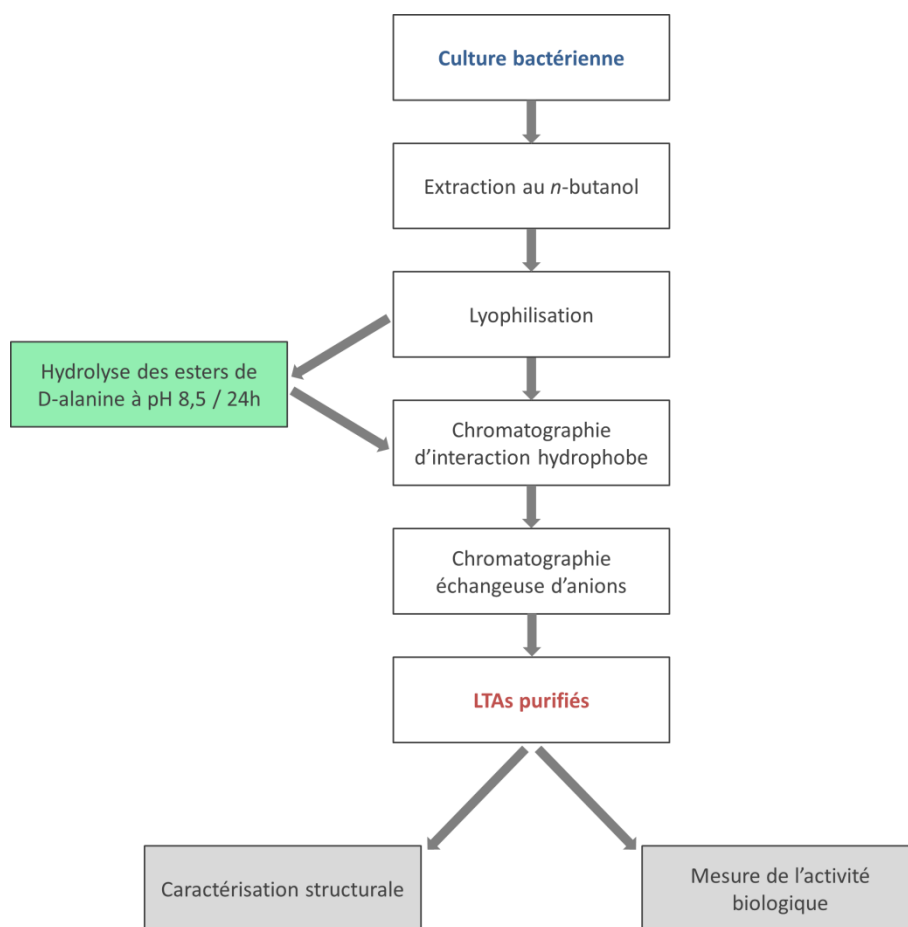 Culture bactérienne
Extraction au n-butanol
Lyophilisation
Hydrolyse des esters de
D-alanine à pH 8,5 / 24h
Chromatographie
d’interaction hydrophobe
Chromatographie
échangeuse d’anions
LTAs purifiés
Caractérisation structurale
Mesure de l’activité
biologique